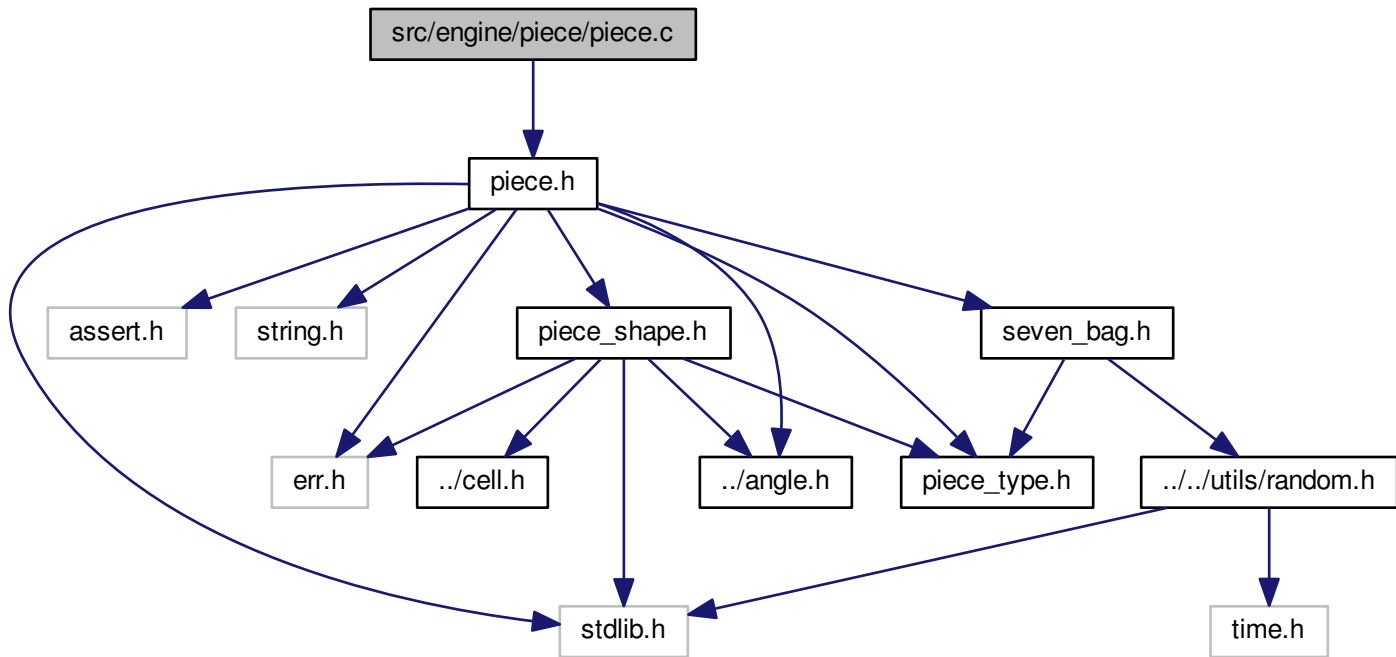 src/engine/piece/piece.c
piece.h
assert.h
string.h
piece_shape.h
seven_bag.h
err.h
../cell.h
../angle.h
piece_type.h
../../utils/random.h
stdlib.h
time.h